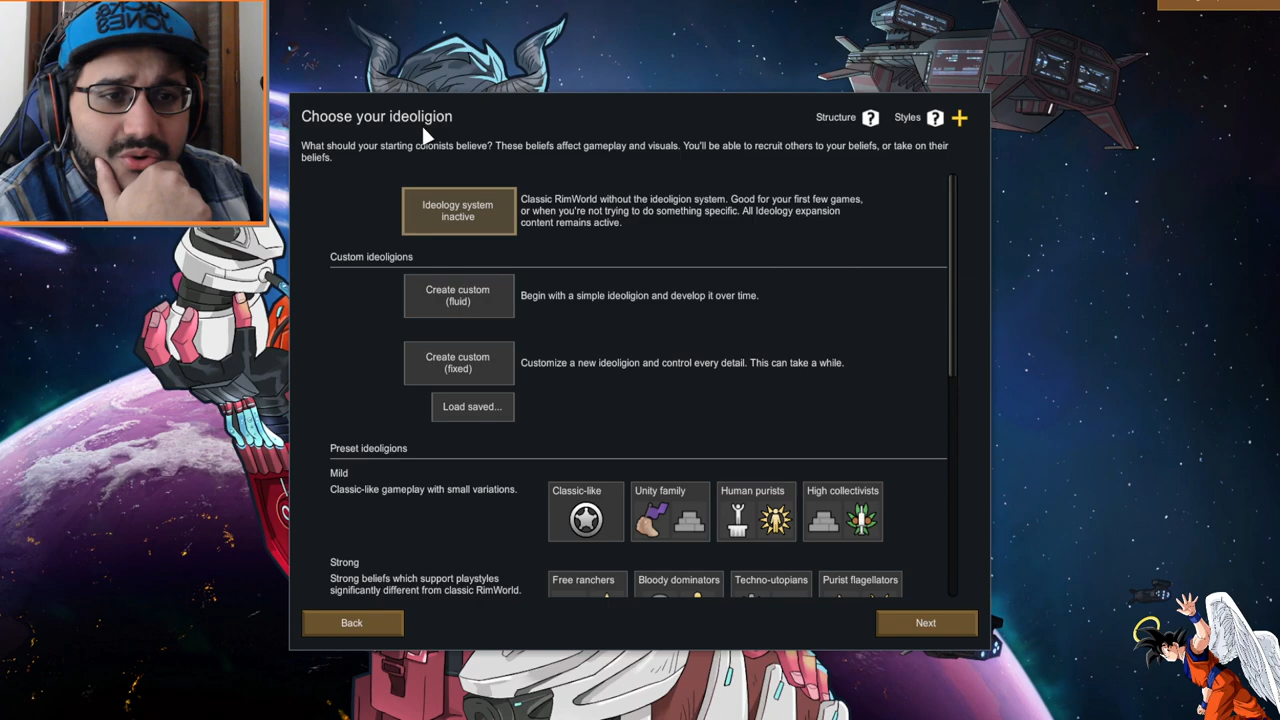 JONES
Choose your ideoligion
Structure
Styles
What should your starting colonists believe? These beliefs affect gameplay and visuals. You'll be able to recruit others to your beliefs, or take on their
beliefs.
Ideology system
inactive
Classic RimWorld without the ideoligion system. Good for your first few games,
or when you're not trying to do something specific. All Ideology expansion
content remains active.
Custom ideoligions
Create custom
(fluid)
Begin with a simple ideoligion and develop it over time.
Create custom
(fixed)
Customize a new ideoligion and control every detail. This can take a while.
Load saved...
Preset ideoligions
Mild
Classic-like gameplay with small variations.
Classic-like
Unity family
Human purists
High collectivists
Strong
Strong beliefs which support playstyles
significantly different from classic RimWorld.
Free ranchers
Bloody dominators
Techno-utopians
Purist flagellators
Back
Next